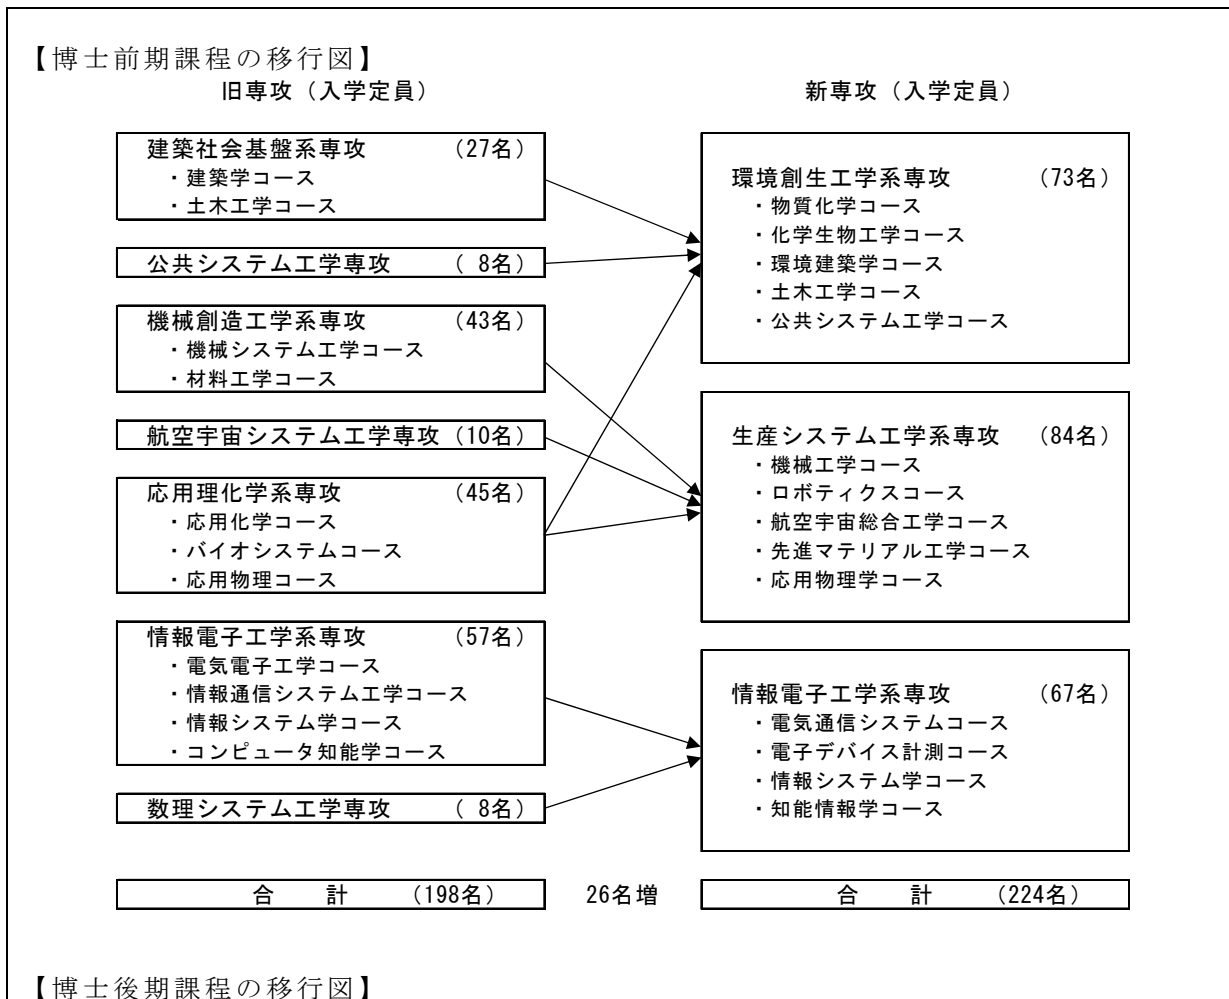 【博士前期課程の移行図】
旧専攻（入学定員）
建築社会基盤系専攻 （27名）
・建築学コース
・土木工学コース
公共システム工学専攻 （ 8名）
機械創造工学系専攻 （43名）
・機械システム工学コース
・材料工学コース
航空宇宙システム工学専攻（10名）
応用理化学系専攻 （45名）
・応用化学コース
・バイオシステムコース
・応用物理コース
情報電子工学系専攻 （57名）
・電気電子工学コース
・情報通信システム工学コース
・情報システム学コース
・コンピュータ知能学コース
数理システム工学専攻 （ 8名）
合 計 （198名）
26名増
新専攻（入学定員）
環境創生工学系専攻 （73名）
・物質化学コース
・化学生物工学コース
・環境建築学コース
・土木工学コース
・公共システム工学コース
生産システム工学系専攻 （84名）
・機械工学コース
・ロボティクスコース
・航空宇宙総合工学コース
・先進マテリアル工学コース
・応用物理学コース
情報電子工学系専攻 （67名）
・電気通信システムコース
・電子デバイス計測コース
・情報システム学コース
・知能情報学コース
合 計 （224名）
【博士後期課程の移行図】